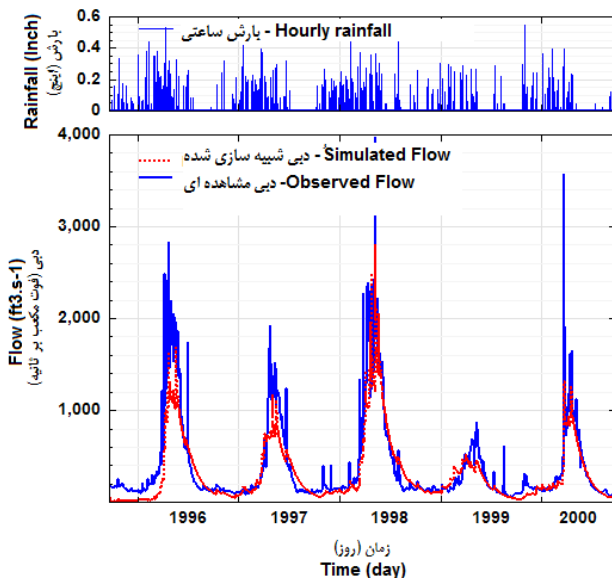 0.6
0.4
0.2
0
Rainfall (Inch)
بارش (اینچ)
بارش ساعتی - Hourly rainfall
4,000
3,000
2,000
1,000
Flow (ft3.s-1)
دبی (فوت مکعب بر ثانیه)
دبی شبیه سازی شده - Simulated Flow
دبی مشاهده ای -Observed Flow
1996 1997 1998 1999 2000
زمان (روز)
Time (day)